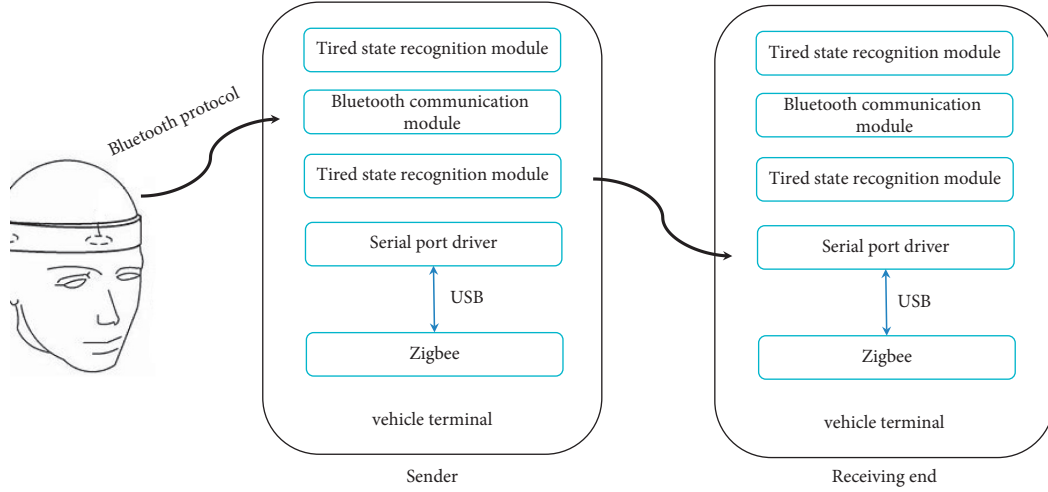 Bluetooth protocol
Tired state recognition module
Bluetooth communication
module
Tired state recognition module
Serial port driver
USB
Zigbee
vehicle terminal
Sender
Tired state recognition module
Bluetooth communication
module
Tired state recognition module
Serial port driver
USB
Zigbee
vehicle terminal
Receiving end